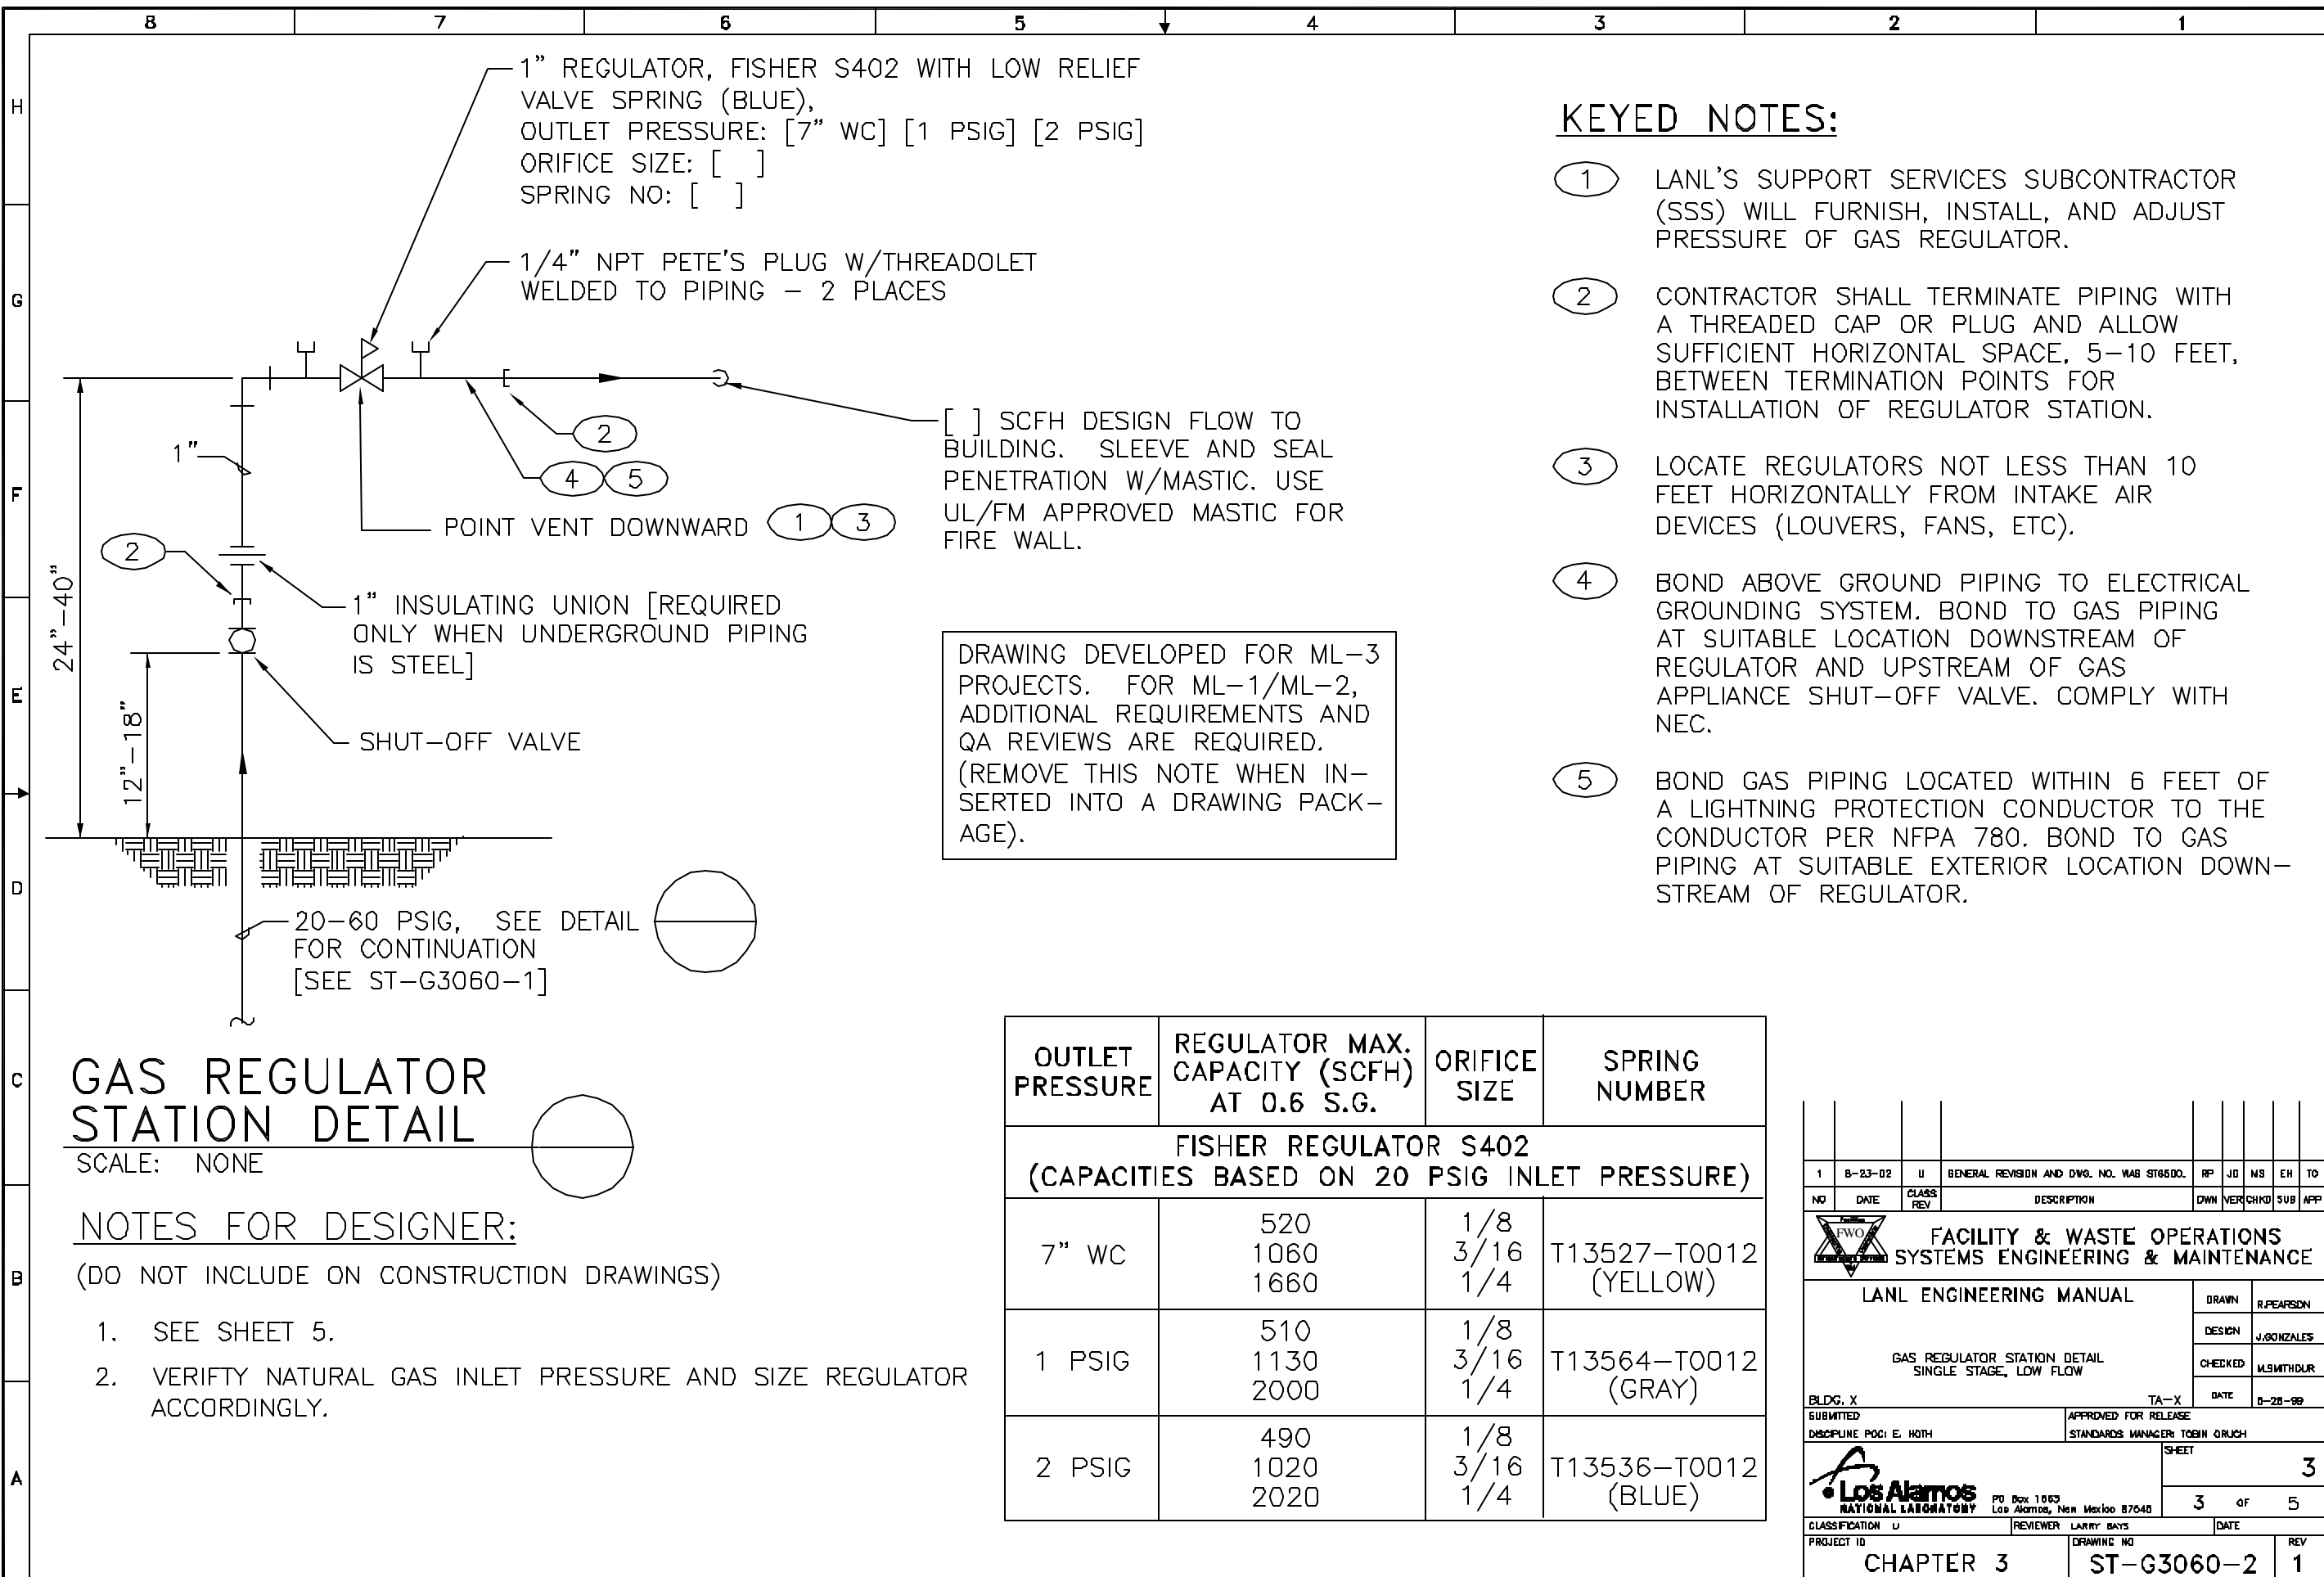 8 7 6 5 4 3 2 1
H
G
F
E
D
C
B
A
1" REGULATOR, FISHER S402 WITH LOW RELIEF
VALVE SPRING (BLUE),
OUTLET PRESSURE: [7" WC] [1 PSIG] [2 PSIG]
ORIFICE SIZE: [ ]
SPRING NO: [ ]
1/4" NPT PETE'S PLUG W/THREADOLET
WELDED TO PIPING – 2 PLACES
[ ] SCFH DESIGN FLOW TO
BUILDING. SLEEVE AND SEAL
PENETRATION W/MASTIC. USE
UL/FM APPROVED MASTIC FOR
FIRE WALL.
2
4 5
POINT VENT DOWNWARD 1 3
1"
2
24"–40"
12"–18"
1" INSULATING UNION [REQUIRED
ONLY WHEN UNDERGROUND PIPING
IS STEEL]
SHUT–OFF VALVE
20–60 PSIG, SEE DETAIL
FOR CONTINUATION
[SEE ST–G3060–1]
DRAWING DEVELOPED FOR ML–3
PROJECTS. FOR ML–1/ML–2,
ADDITIONAL REQUIREMENTS AND
QA REVIEWS ARE REQUIRED.
(REMOVE THIS NOTE WHEN IN–
SERTED INTO A DRAWING PACK–
AGE).
KEYED NOTES:
1 LANL'S SUPPORT SERVICES SUBCONTRACTOR
(SSS) WILL FURNISH, INSTALL, AND ADJUST
PRESSURE OF GAS REGULATOR.
2 CONTRACTOR SHALL TERMINATE PIPING WITH
A THREADED CAP OR PLUG AND ALLOW
SUFFICIENT HORIZONTAL SPACE, 5–10 FEET,
BETWEEN TERMINATION POINTS FOR
INSTALLATION OF REGULATOR STATION.
3 LOCATE REGULATORS NOT LESS THAN 10
FEET HORIZONTALLY FROM INTAKE AIR
DEVICES (LOUVERS, FANS, ETC).
4 BOND ABOVE GROUND PIPING TO ELECTRICAL
GROUNDING SYSTEM. BOND TO GAS PIPING
AT SUITABLE LOCATION DOWNSTREAM OF
REGULATOR AND UPSTREAM OF GAS
APPLIANCE SHUT–OFF VALVE. COMPLY WITH
NEC.
5 BOND GAS PIPING LOCATED WITHIN 6 FEET OF
A LIGHTNING PROTECTION CONDUCTOR TO THE
CONDUCTOR PER NFPA 780. BOND TO GAS
PIPING AT SUITABLE EXTERIOR LOCATION DOWN–
STREAM OF REGULATOR.
GAS REGULATOR
STATION DETAIL
SCALE: NONE
NOTES FOR DESIGNER:
(DO NOT INCLUDE ON CONSTRUCTION DRAWINGS)
1. SEE SHEET 5.
2. VERIFTY NATURAL GAS INLET PRESSURE AND SIZE REGULATOR
ACCORDINGLY.
OUTLET PRESSURE REGULATOR MAX. CAPACITY (SCFH) AT 0.6 S.G. ORIFICE SIZE SPRING NUMBER
FISHER REGULATOR S402
(CAPACITIES BASED ON 20 PSIG INLET PRESSURE)
520 1/8
7" WC 1060 3/16 T13527–T0012
1660 1/4 (YELLOW)
510 1/8
1 PSIG 1130 3/16 T13564–T0012
2000 1/4 (GRAY)
490 1/8
2 PSIG 1020 3/16 T13536–T0012
2020 1/4 (BLUE)
1 8–23–02 U GENERAL REVISION AND DWG. NO. WAS ST6500. RP JG MS EH TO
NO DATE CLASS REV DESCRIPTION DWN VER CHKD SUB APP
FWO
FACILITY & WASTE OPERATIONS
SYSTEMS ENGINEERING & MAINTENANCE
LANL ENGINEERING MANUAL
GAS REGULATOR STATION DETAIL
SINGLE STAGE, LOW FLOW
BLDG. X TA–X
DRAWN R.PEARSON
DESIGN J.GONZALES
CHECKED M.SMITHDUR
DATE
SUBMITTED
DISCIPLINE POC: E. HOTH
APPROVED FOR RELEASE
STANDARDS MANAGER: TOBIN ORUCH
Los Alamos
NATIONAL LABORATORY
PO Box 1663
Los Alamos, New Mexico 87545
SHEET
3
3 OF 5
CLASSIFICATION U REVIEWER LARRY BAYS DATE
PROJECT ID CHAPTER 3
DRAWING NO ST–G3060–2
REV 1